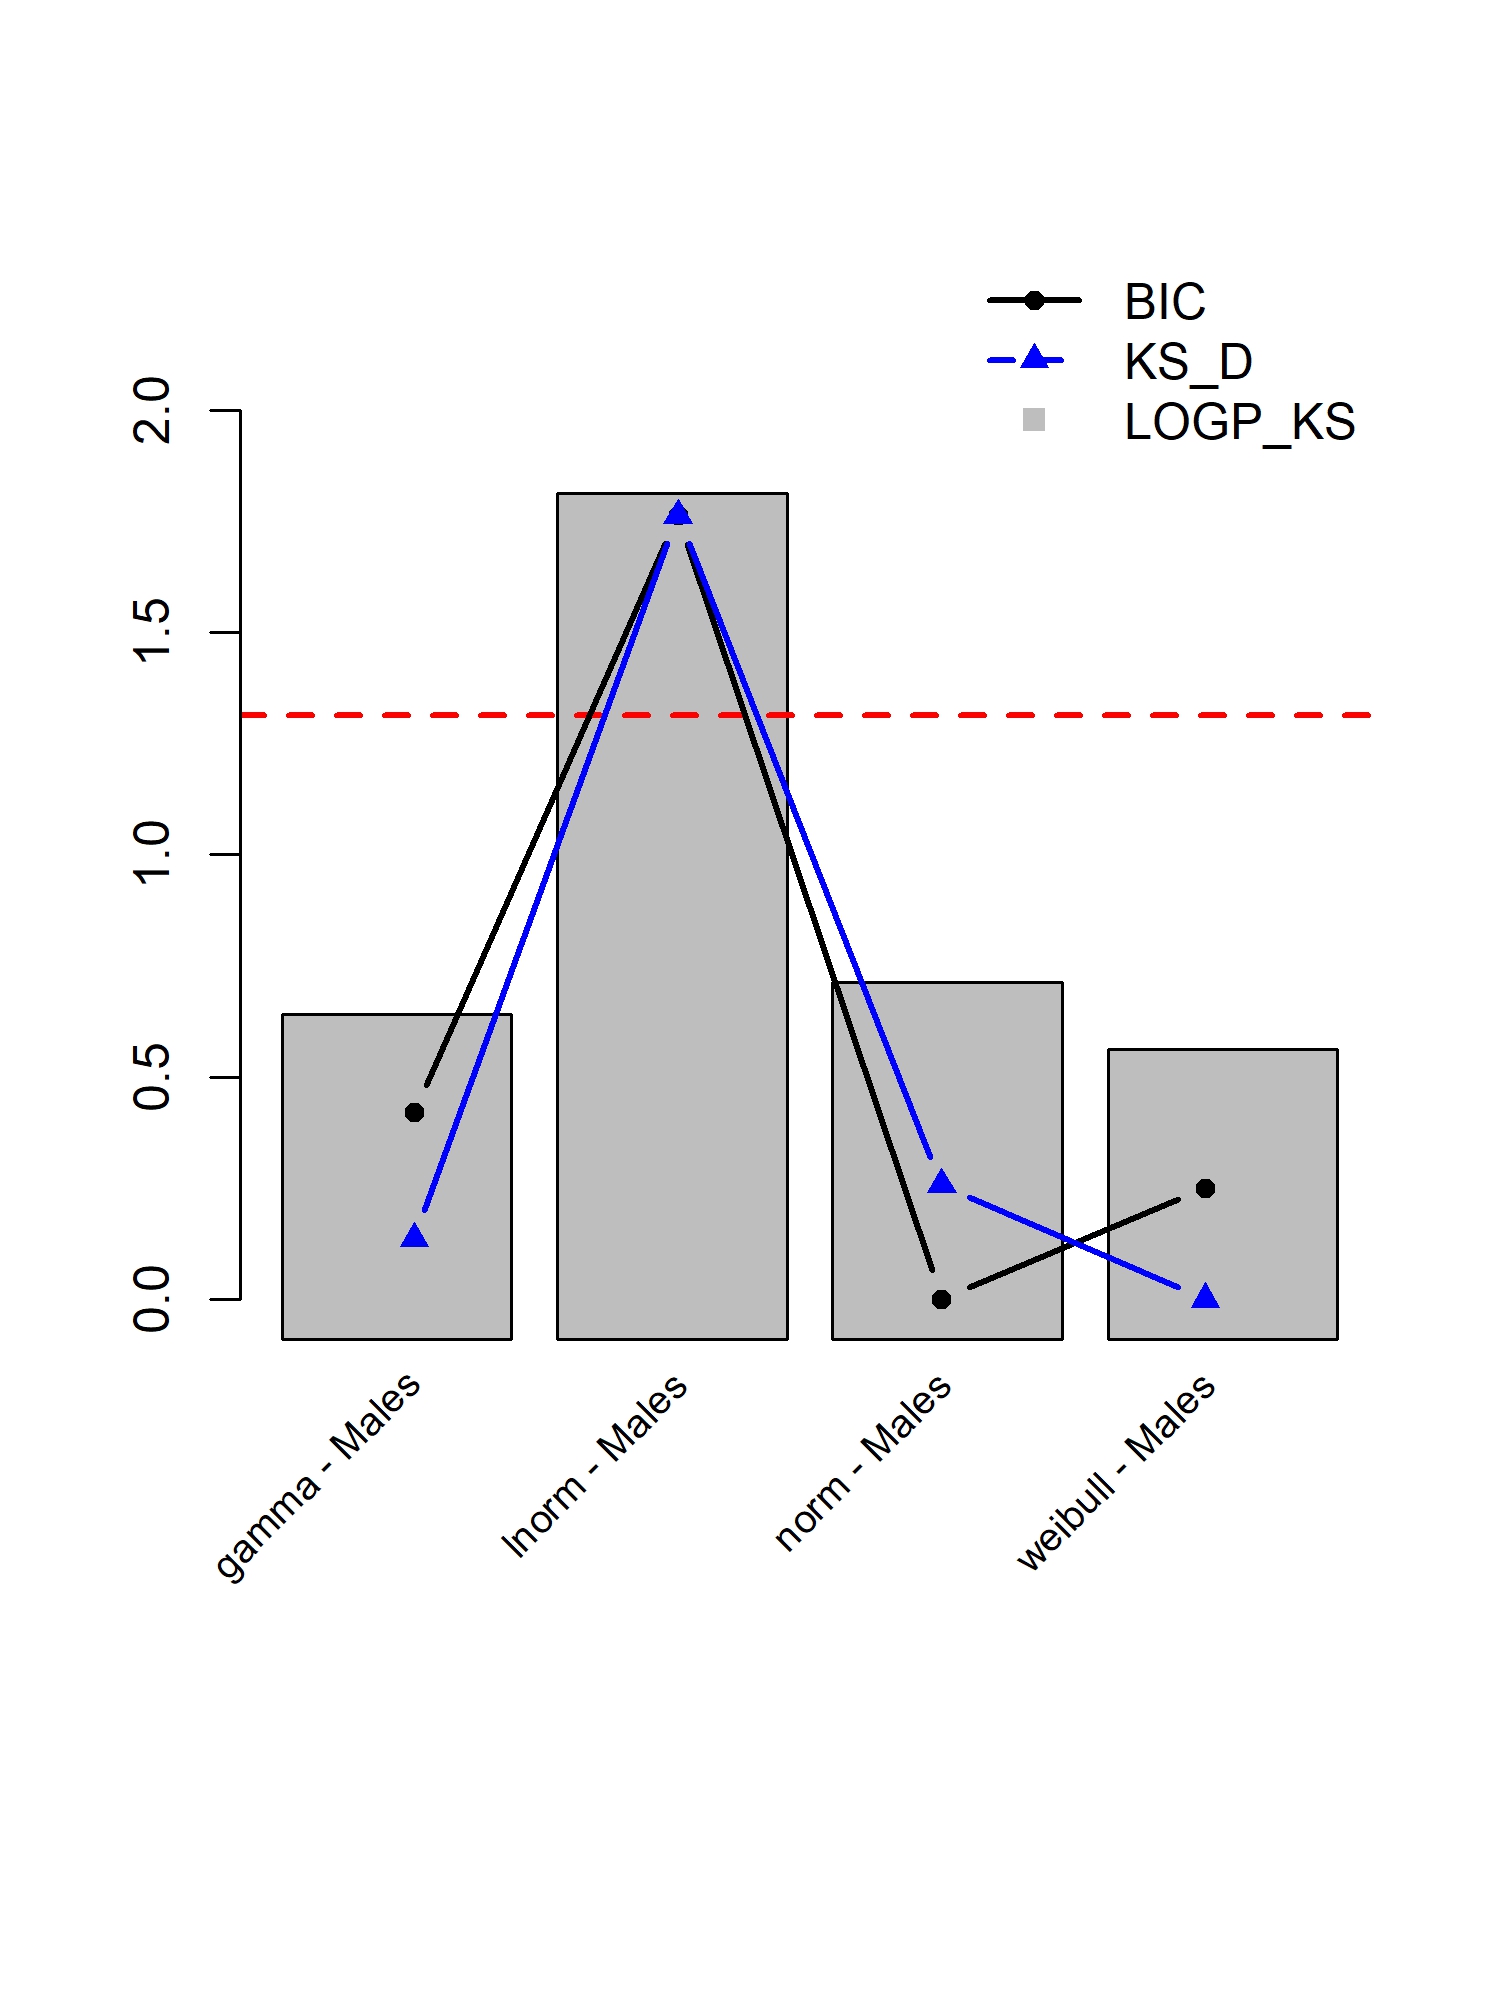 BIC
KS_D
LOGP_KS
2.0
1.5
1.0
0.5
0.0
gamma - Males
lnorm - Males
norm - Males
weibull - Males